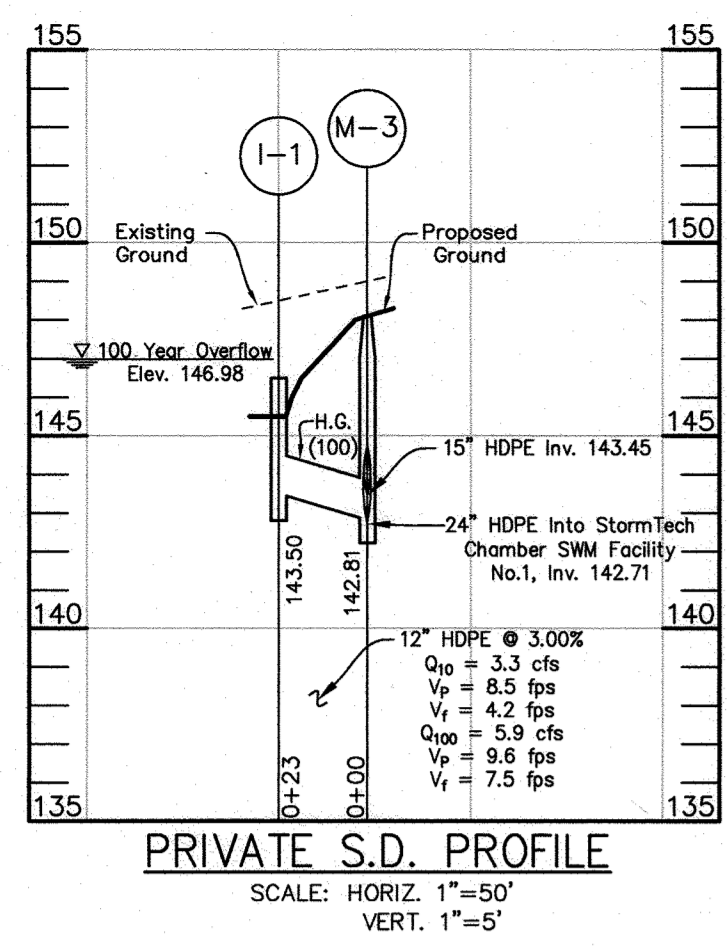 155 155
I-1
M-3
150 150
Existing
Ground
Proposed
Ground
100 Year Overflow
Elev. 146.98
145 145
H.G.
(100)
15" HDPE Inv. 143.45
24" HDPE Into StormTech
Chamber SWM Facility
No.1, Inv. 142.71
143.50
142.81
140 140
12" HDPE @ 3.00%
Q10 = 3.3 cfs
VP = 8.5 fps
Vf = 4.2 fps
Q100 = 5.9 cfs
VP = 9.6 fps
Vf = 7.5 fps
0+23
0+00
135 135
PRIVATE S.D. PROFILE
SCALE: HORIZ. 1"=50'
VERT. 1"=5'